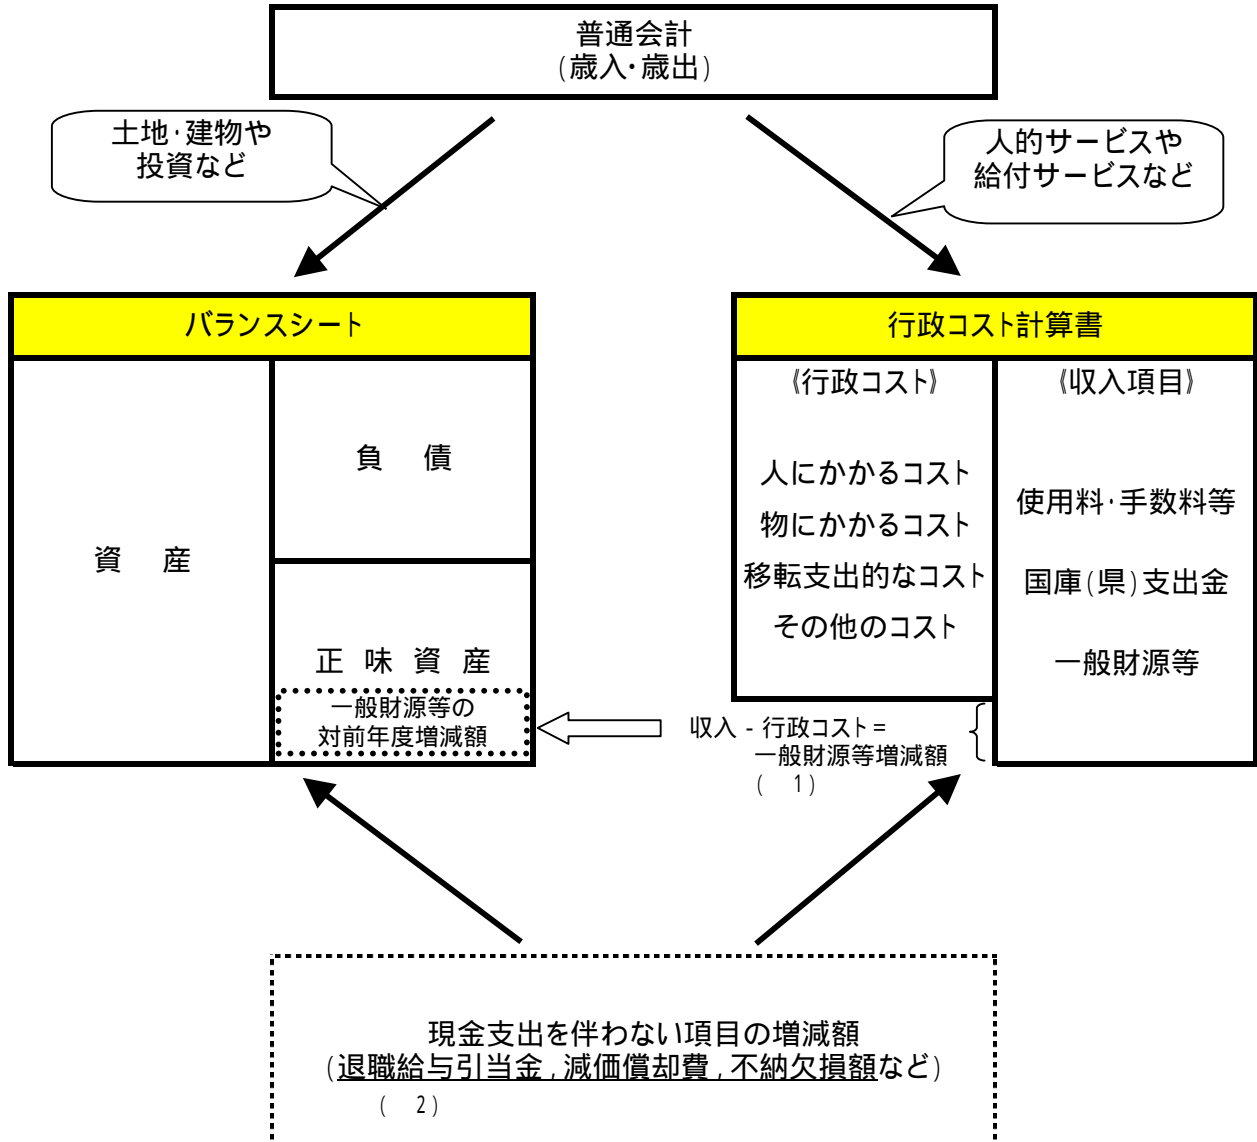 普通会計
(歳入・歳出)
土地・建物や
投資など
人的サービスや
給付サービスなど
バランスシート
資　産
負　債
正 味 資 産
一般財源等の
対前年度増減額
行政コスト計算書
《行政コスト》
人にかかるコスト
物にかかるコスト
移転支出的なコスト
その他のコスト
《収入項目》
使用料・手数料等
国庫(県)支出金
一般財源等
収入 - 行政コスト =
一般財源等増減額
(　1)
現金支出を伴わない項目の増減額
(退職給与引当金,減価償却費,不納欠損額など)
(　2)